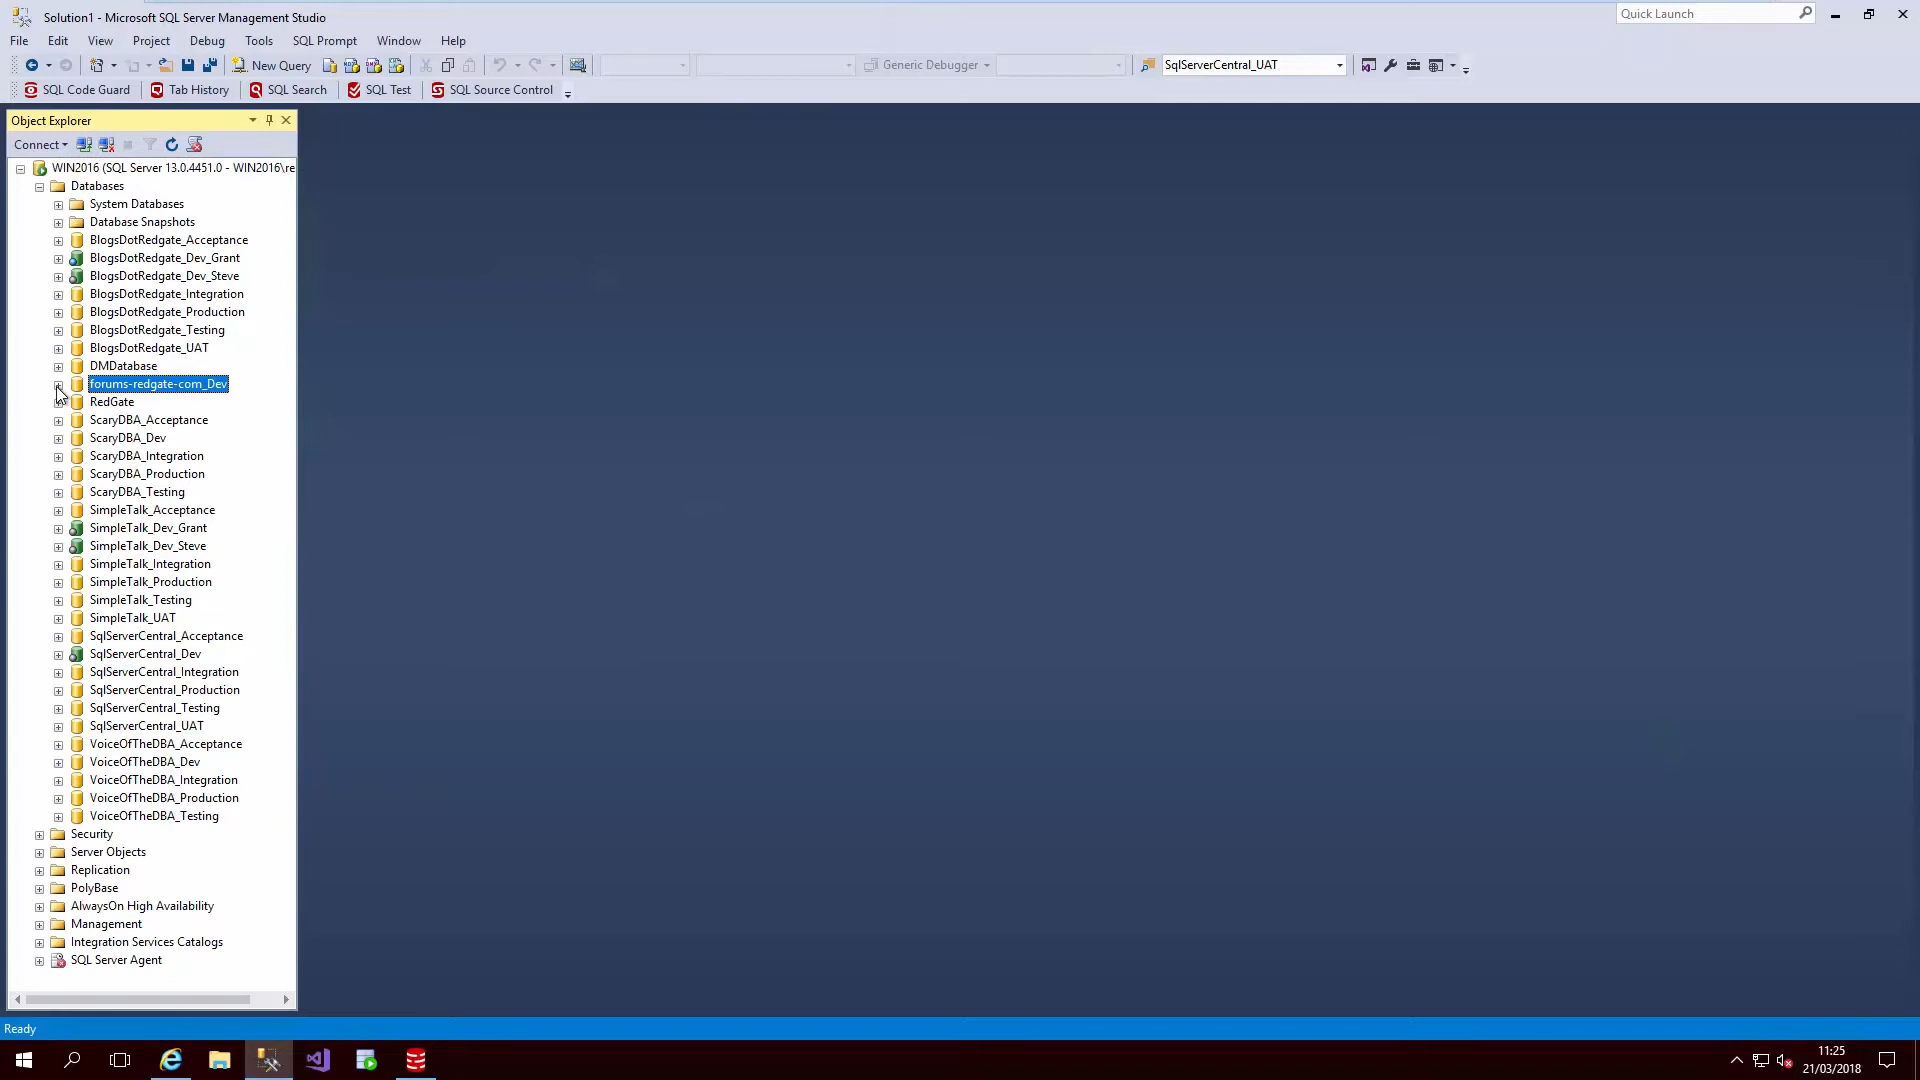 Solution1 - Microsoft SQL Server Management Studio
Quick Launch
File Edit View Project Debug Tools SQL Prompt Window Help
New Query
Generic Debugger
SqlServerCentral_UAT
SQL Code Guard Tab History SQL Search SQL Test SQL Source Control
Object Explorer
Connect
WIN2016 (SQL Server 13.0.4451.0 - WIN2016\re
Databases
System Databases
Database Snapshots
BlogsDotRedgate_Acceptance
BlogsDotRedgate_Dev_Grant
BlogsDotRedgate_Dev_Steve
BlogsDotRedgate_Integration
BlogsDotRedgate_Production
BlogsDotRedgate_Testing
BlogsDotRedgate_UAT
DMDatabase
forums-redgate-com_Dev
RedGate
ScaryDBA_Acceptance
ScaryDBA_Dev
ScaryDBA_Integration
ScaryDBA_Production
ScaryDBA_Testing
SimpleTalk_Acceptance
SimpleTalk_Dev_Grant
SimpleTalk_Dev_Steve
SimpleTalk_Integration
SimpleTalk_Production
SimpleTalk_Testing
SimpleTalk_UAT
SqlServerCentral_Acceptance
SqlServerCentral_Dev
SqlServerCentral_Integration
SqlServerCentral_Production
SqlServerCentral_Testing
SqlServerCentral_UAT
VoiceOfTheDBA_Acceptance
VoiceOfTheDBA_Dev
VoiceOfTheDBA_Integration
VoiceOfTheDBA_Production
VoiceOfTheDBA_Testing
Security
Server Objects
Replication
PolyBase
AlwaysOn High Availability
Management
Integration Services Catalogs
SQL Server Agent
Ready
11:25
21/03/2018